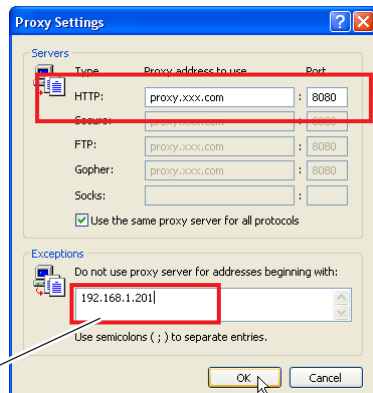 Proxy Settings
Servers
Type Proxy address to use Port
HTTP: proxy.xxx.com : 8080
Secure: proxy.xxx.com : 8080
FTP: proxy.xxx.com : 8080
Gopher: proxy.xxx.com : 8080
Socks: :
Use the same proxy server for all protocols
Exceptions
Do not use proxy server for addresses beginning with:
192.168.1.201
Use semicolons ( ; ) to separate entries.
OK Cancel